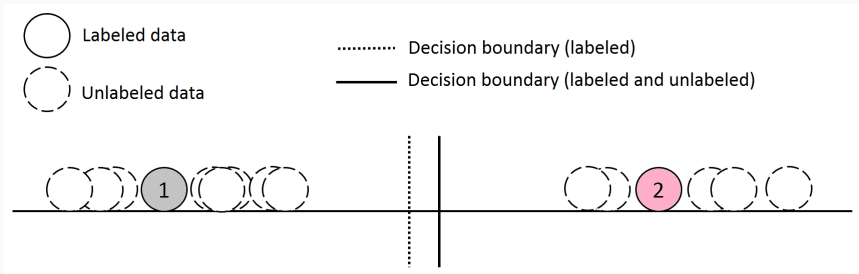 Labeled data
Unlabeled data
Decision boundary (labeled)
Decision boundary (labeled and unlabeled)
1
2